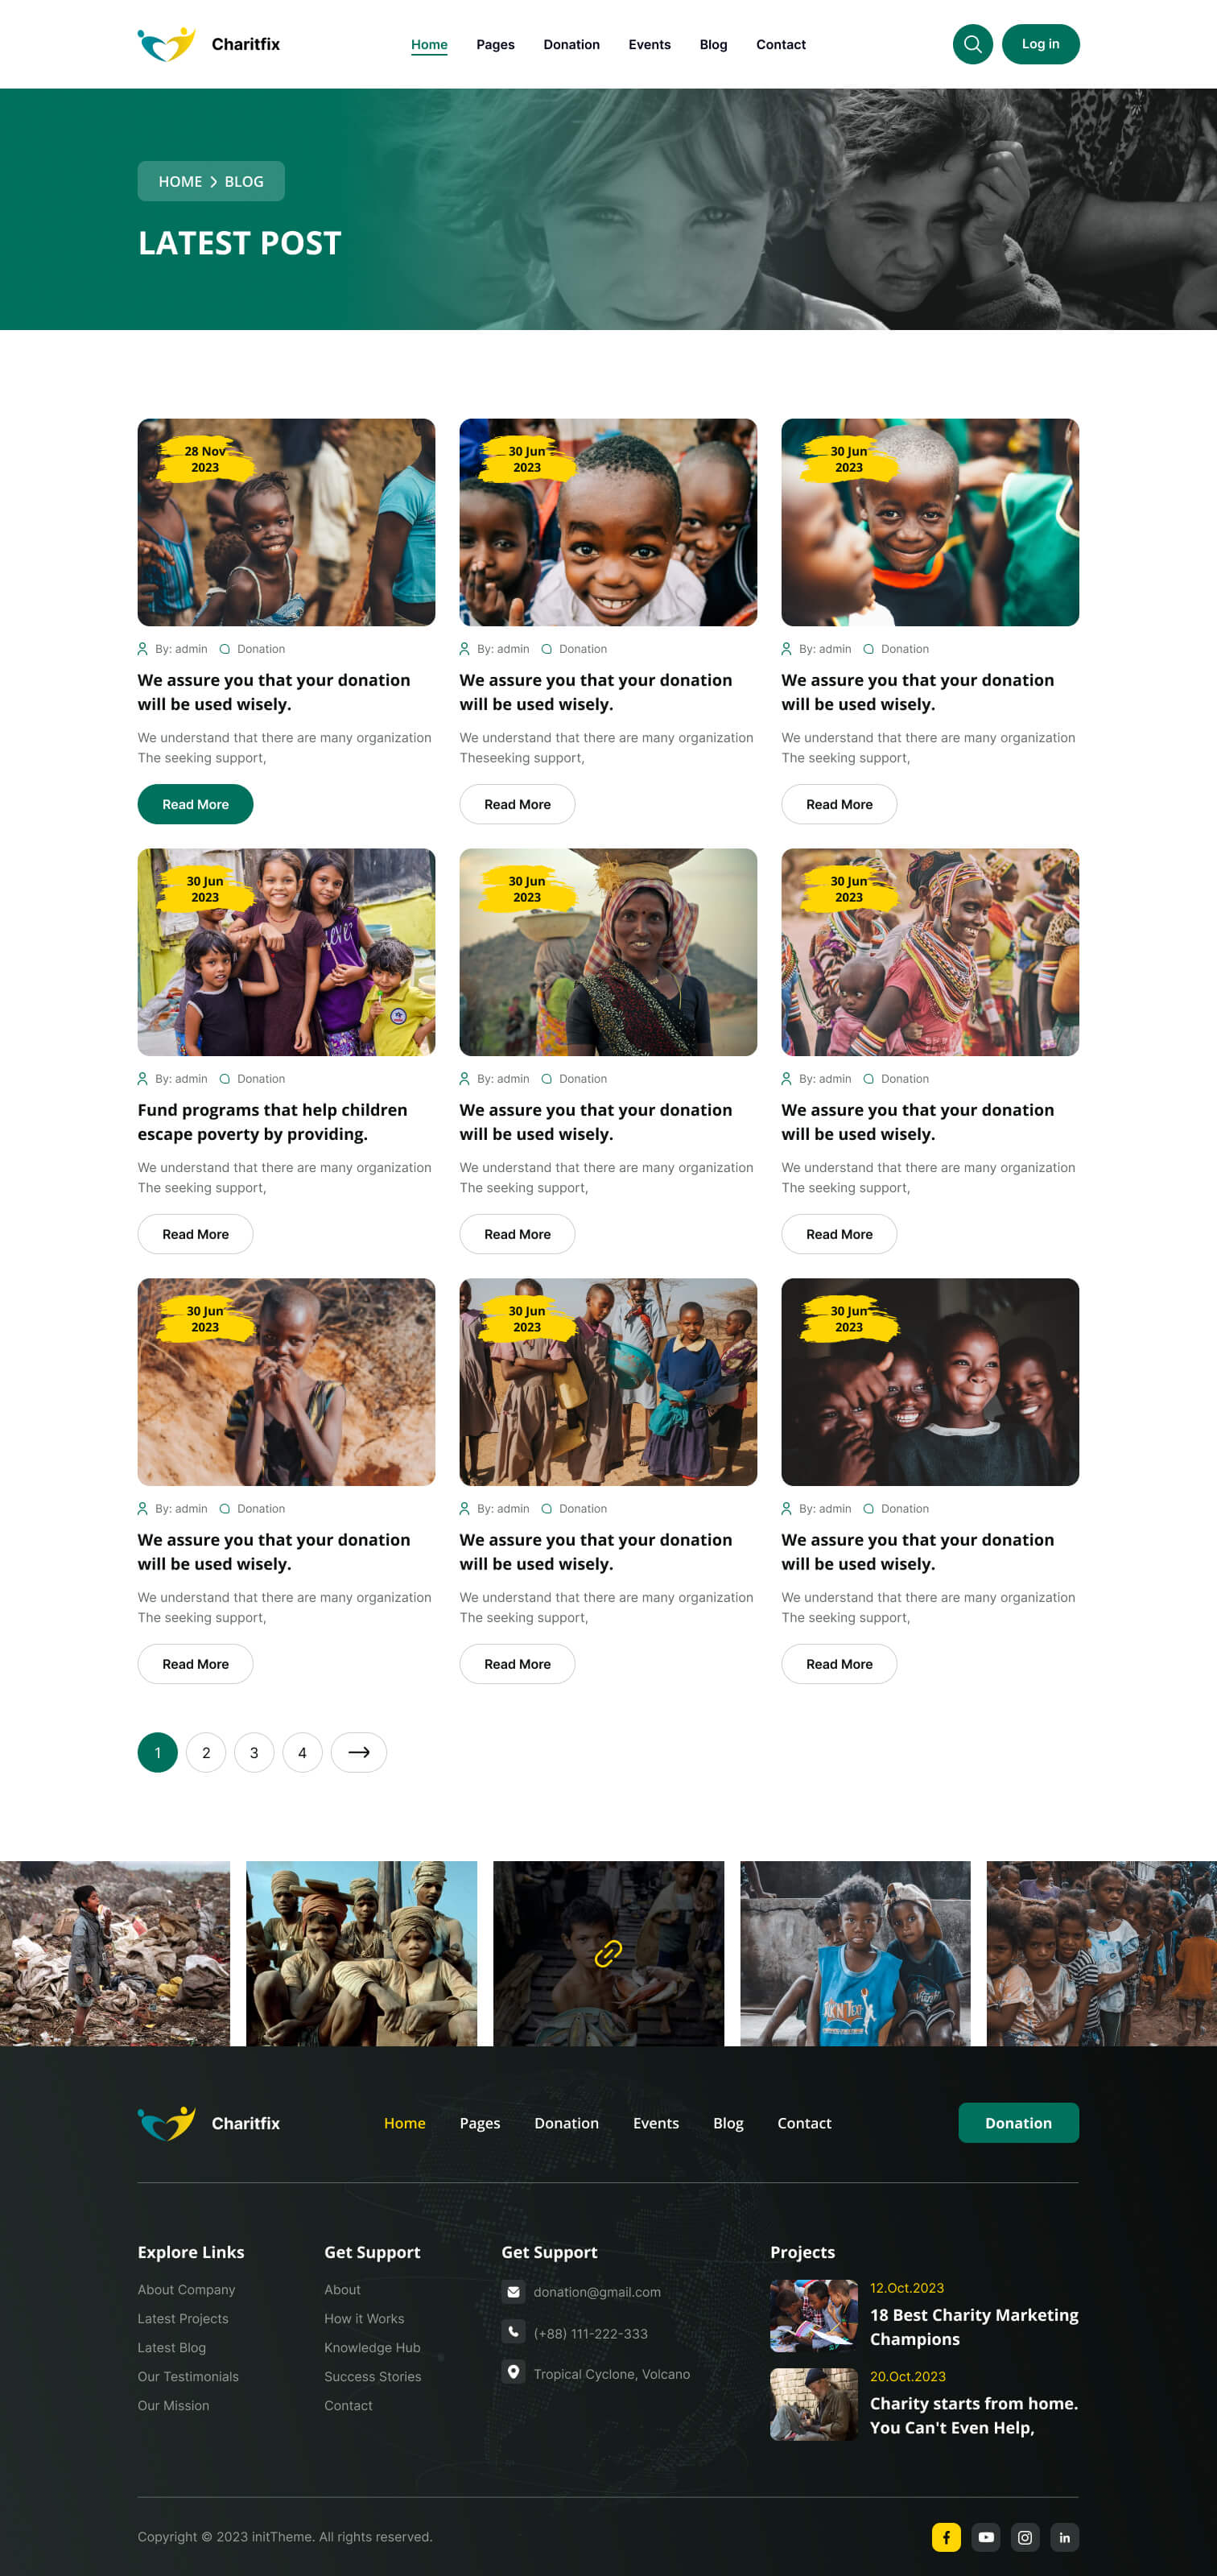 Charitfix
Home Pages Donation Events Blog Contact
Log in
HOME > BLOG
LATEST POST
28 Nov
2023
30 Jun
2023
30 Jun
2023
By: admin Donation
By: admin Donation
By: admin Donation
We assure you that your donation
will be used wisely.
We assure you that your donation
will be used wisely.
We assure you that your donation
will be used wisely.
We understand that there are many organization
The seeking support,
We understand that there are many organization
Theseeking support,
We understand that there are many organization
The seeking support,
Read More
Read More
Read More
30 Jun
2023
30 Jun
2023
30 Jun
2023
By: admin Donation
By: admin Donation
By: admin Donation
Fund programs that help children
escape poverty by providing.
We assure you that your donation
will be used wisely.
We assure you that your donation
will be used wisely.
We understand that there are many organization
The seeking support,
We understand that there are many organization
The seeking support,
We understand that there are many organization
The seeking support,
Read More
Read More
Read More
30 Jun
2023
30 Jun
2023
30 Jun
2023
By: admin Donation
By: admin Donation
By: admin Donation
We assure you that your donation
will be used wisely.
We assure you that your donation
will be used wisely.
We assure you that your donation
will be used wisely.
We understand that there are many organization
The seeking support,
We understand that there are many organization
The seeking support,
We understand that there are many organization
The seeking support,
Read More
Read More
Read More
1 2 3 4
Charitfix
Home Pages Donation Events Blog Contact
Donation
Explore Links
About Company
Latest Projects
Latest Blog
Our Testimonials
Our Mission
Get Support
About
How it Works
Knowledge Hub
Success Stories
Contact
Get Support
donation@gmail.com
(+88) 111-222-333
Tropical Cyclone, Volcano
Projects
12.Oct.2023
18 Best Charity Marketing
Champions
20.Oct.2023
Charity starts from home.
You Can't Even Help,
Copyright © 2023 initTheme. All rights reserved.